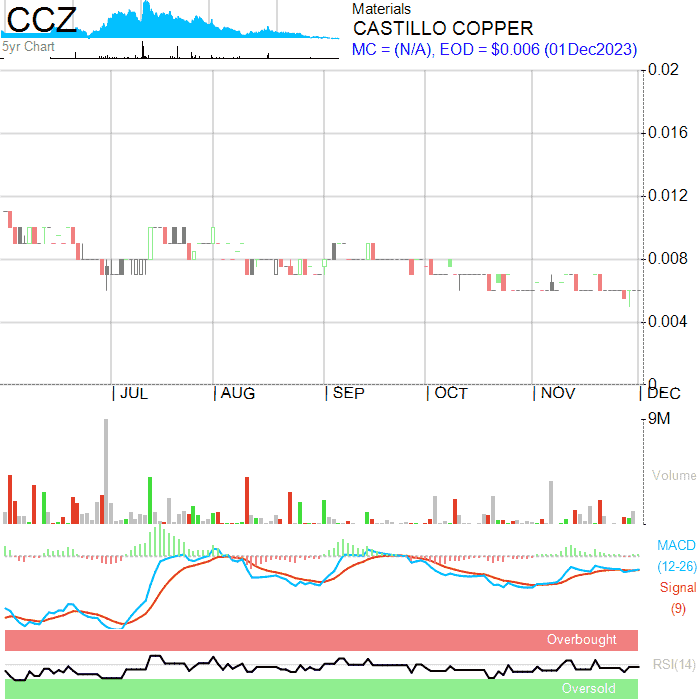 CCZ
5yr Chart
Materials
CASTILLO COPPER
MC = (N/A), EOD = $0.006 (01Dec2023)
0.02
0.016
0.012
0.008
0.004
0
JUL AUG SEP OCT NOV DEC
9M
Volume
MACD
(12-26)
Signal
(9)
Overbought
RSI(14)
Oversold